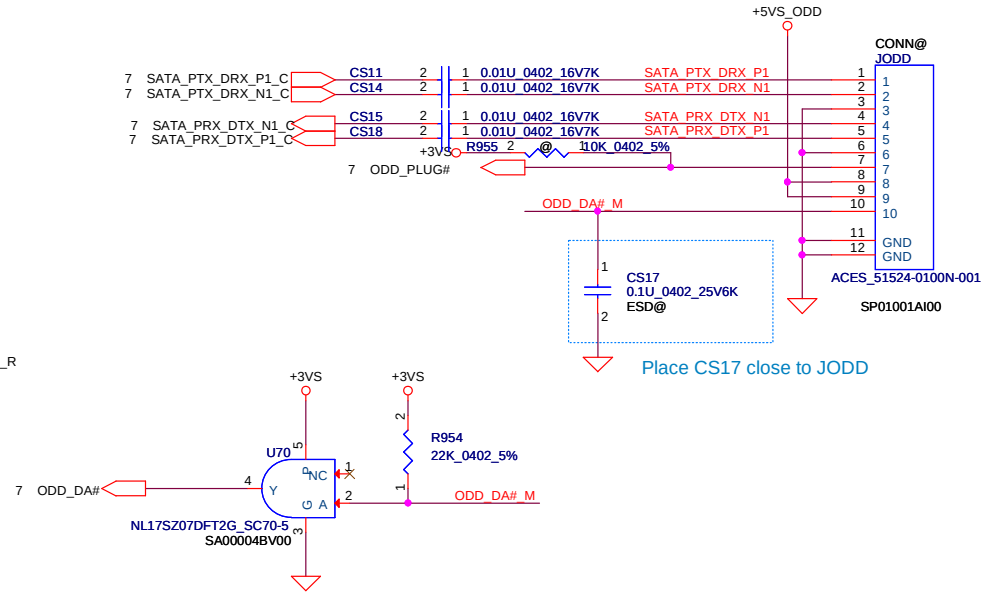 +5VS_ODD
CONN@
JODD
7 SATA_PTX_DRX_P1_C CS11 2 1 0.01U_0402_16V7K SATA_PTX_DRX_P1 1 1
7 SATA_PTX_DRX_N1_C CS14 2 1 0.01U_0402_16V7K SATA_PTX_DRX_N1 2 2
3 3
7 SATA_PRX_DTX_N1_C CS15 2 1 0.01U_0402_16V7K SATA_PRX_DTX_N1 4 4
7 SATA_PRX_DTX_P1_C CS18 2 1 0.01U_0402_16V7K SATA_PRX_DTX_P1 5 5
+3VS R955 2 @ 1 10K_0402_5% 6 6
7 ODD_PLUG# 7 7
8 8
9 9
ODD_DA#_M 10 10
11 GND
12 GND
1
CS17
0.1U_0402_25V6K
ESD@
2
ACES_51524-0100N-001
SP01001AI00
Place CS17 close to JODD
_R
+3VS +3VS
2
R954
22K_0402_5%
1
5
U70
P
NC 1
7 ODD_DA# 4 Y
G A 2 ODD_DA#_M
3
NL17SZ07DFT2G_SC70-5
SA00004BV00